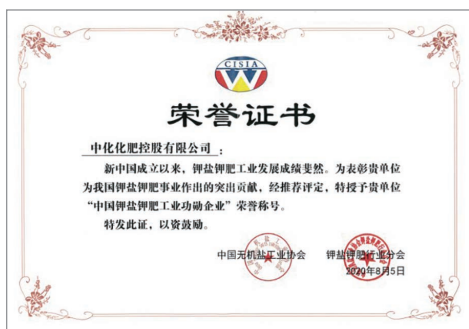 CISIA
荣誉证书
中化化肥控股有限公司：
新中国成立以来，钾盐钾肥工业发展成绩斐然。为表彰贵单位
为我国钾盐钾肥事业作出的突出贡献，经推荐评定，特授予贵单位
“中国钾盐钾肥工业功勋企业”荣誉称号。
特发此证，以资鼓励。
中国无机盐工业协会 钾盐钾肥行业分会
2020年8月5日